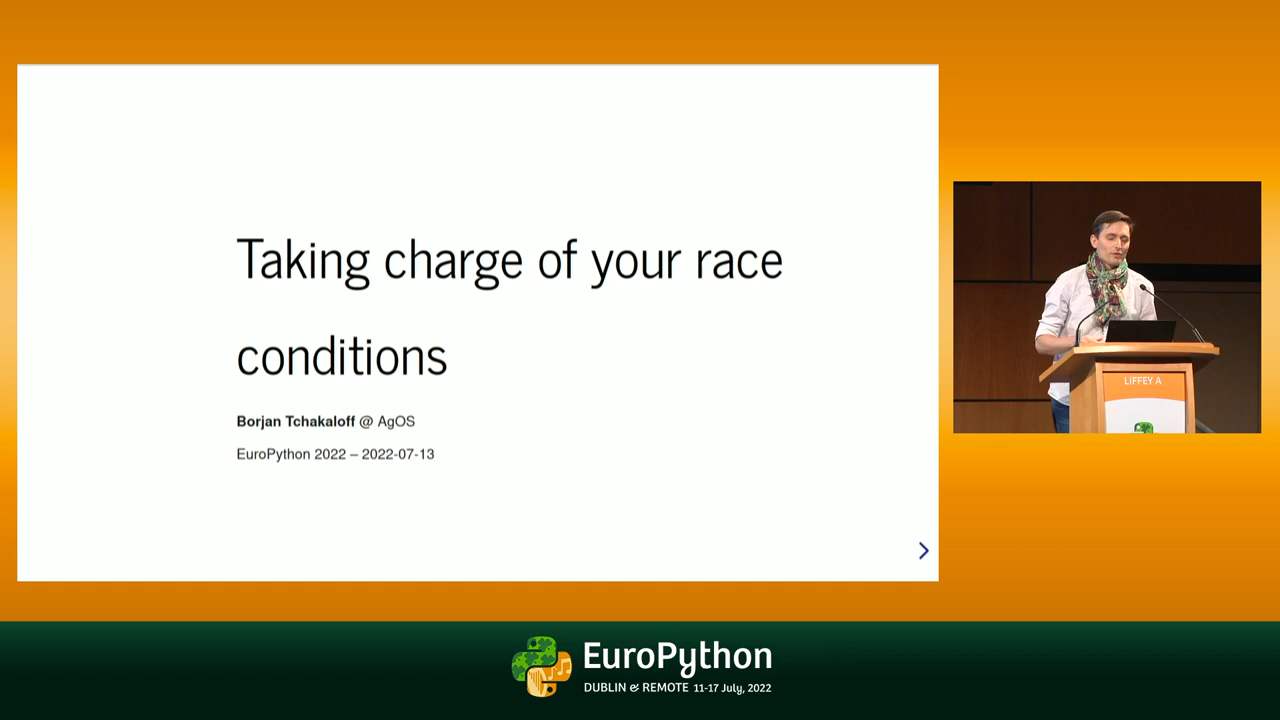 Taking charge of your race
conditions
Borjan Tchakaloff @ AgOS
EuroPython 2022 – 2022-07-13
LIFFEY A
EuroPython
DUBLIN & REMOTE 11-17 July, 2022